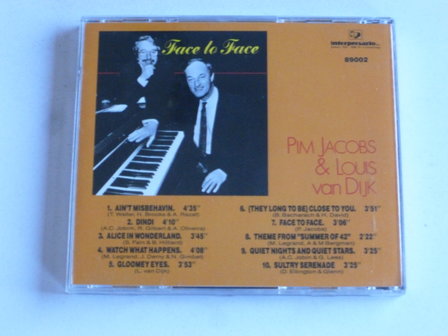 Face to Face
interpersario b.v.
89002
PIM JACOBS
& LOUIS
van DIJK
1. AIN'T MISBEHAVIN. 4'35"
(T. Waller, H. Brooks & A. Razaf)
2. DINDI 4'10"
(A.C. Jobim, R. Gilbert & A. Oliveira)
3. ALICE IN WONDERLAND. 3'45"
(S. Fain & B. Hilliard)
4. WATCH WHAT HAPPENS. 4'08"
(M. Legrand, J. Demy & N. Gimbel)
5. GLOOMEY EYES. 3'53"
(L. van Dijk)
6. (THEY LONG TO BE) CLOSE TO YOU. 3'51"
(B. Bacharach & H. David)
7. FACE TO FACE. 3'06"
(P. Jacobs)
8. THEME FROM "SUMMER OF 42" 2'22"
(M. Legrand, A & M Bergman)
9. QUIET NIGHTS AND QUIET STARS. 3'25"
(A.C. Jobin & G. Lees)
10. SULTRY SERENADE 3'25"
(D. Ellington & Glenn)